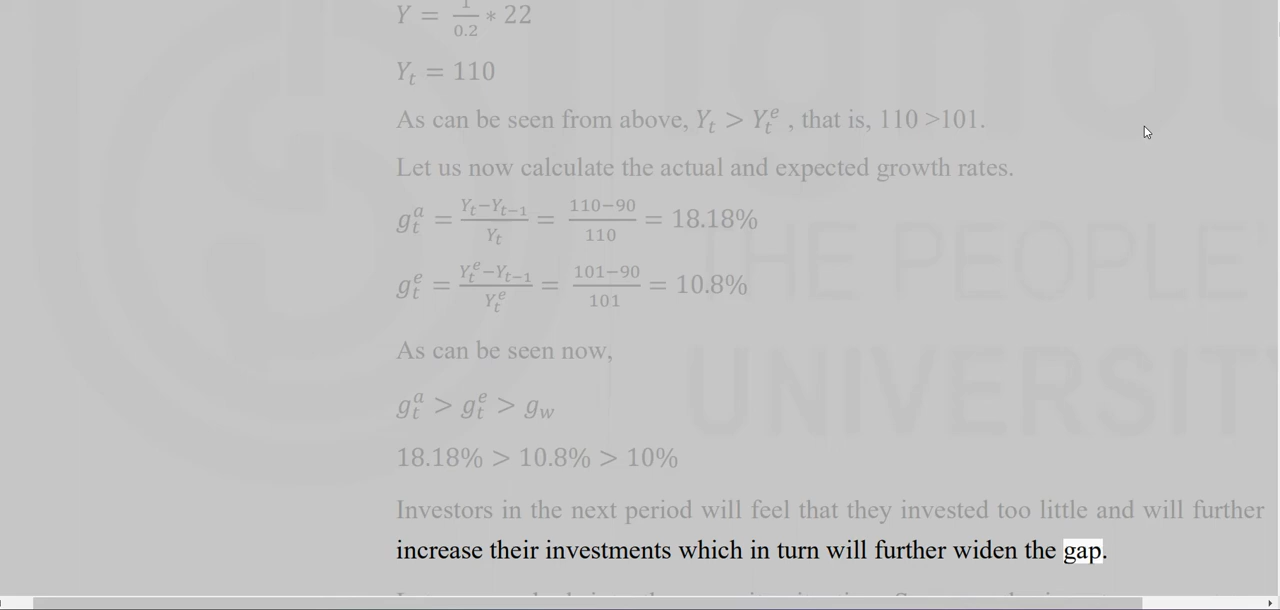 Y = 1/0.2 * 22
Y_t = 110
As can be seen from above, Y_t > Y_t^e , that is, 110 >101.
Let us now calculate the actual and expected growth rates.
g_t^a = (Y_t−Y_{t−1})/Y_t = (110−90)/110 = 18.18%
g_t^e = (Y_t^e−Y_{t−1})/Y_t^e = (101−90)/101 = 10.8%
As can be seen now,
g_t^a > g_t^e > g_w
18.18% > 10.8% > 10%
Investors in the next period will feel that they invested too little and will further
increase their investments which in turn will further widen the gap.
THE PEOPLE'
UNIVERSIT